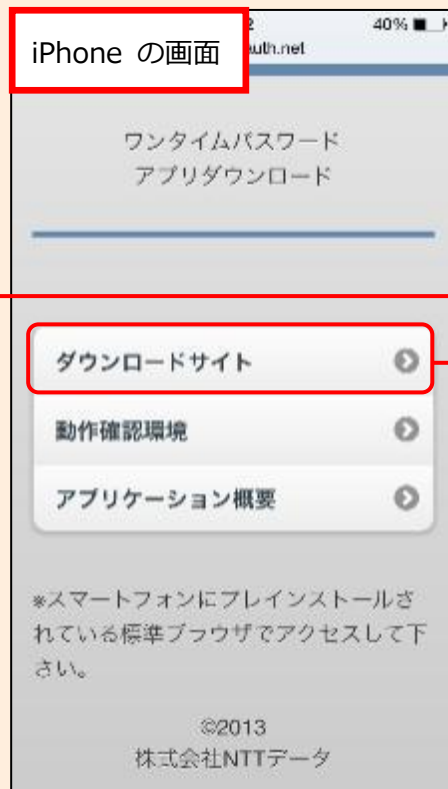 iPhone の画面
40%
auth.net
ワンタイムパスワード
アプリダウンロード
ダウンロードサイト
動作確認環境
アプリケーション概要
※スマートフォンにプレインストールさ
れている標準ブラウザでアクセスして下
さい。
©2013
株式会社NTTデータ